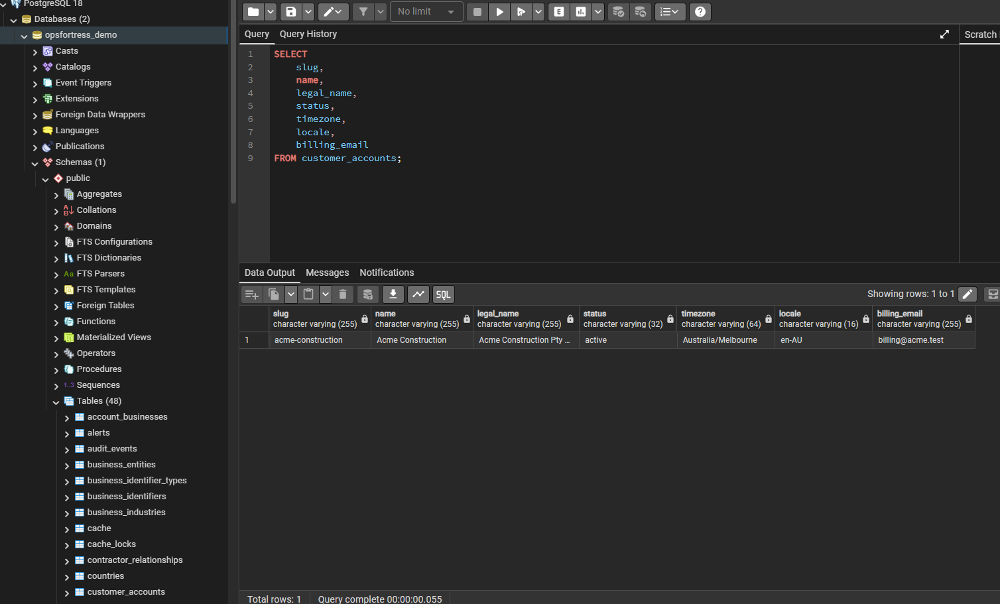 PostgreSQL 18
Databases (2)
opsfortress_demo
Casts
Catalogs
Event Triggers
Extensions
Foreign Data Wrappers
Languages
Publications
Schemas (1)
public
Aggregates
Collations
Domains
FTS Configurations
FTS Dictionaries
Aa FTS Parsers
FTS Templates
Foreign Tables
Functions
Materialized Views
Operators
Procedures
1..3 Sequences
Tables (48)
account_businesses
alerts
audit_events
business_entities
business_identifier_types
business_identifiers
business_industries
cache
cache_locks
contractor_relationships
countries
customer_accounts
No limit
E
Query Query History
Scratch
1 SELECT
2 slug,
3 name,
4 legal_name,
5 status,
6 timezone,
7 locale,
8 billing_email
9 FROM customer_accounts;
Data Output Messages Notifications
SQL
Showing rows: 1 to 1
slug name legal_name status timezone locale billing_email
character varying (255) character varying (255) character varying (255) character varying (32) character varying (64) character varying (16) character varying (255)
1 acme-construction Acme Construction Acme Construction Pty ... active Australia/Melbourne en-AU billing@acme.test
Total rows: 1 Query complete 00:00:00.055